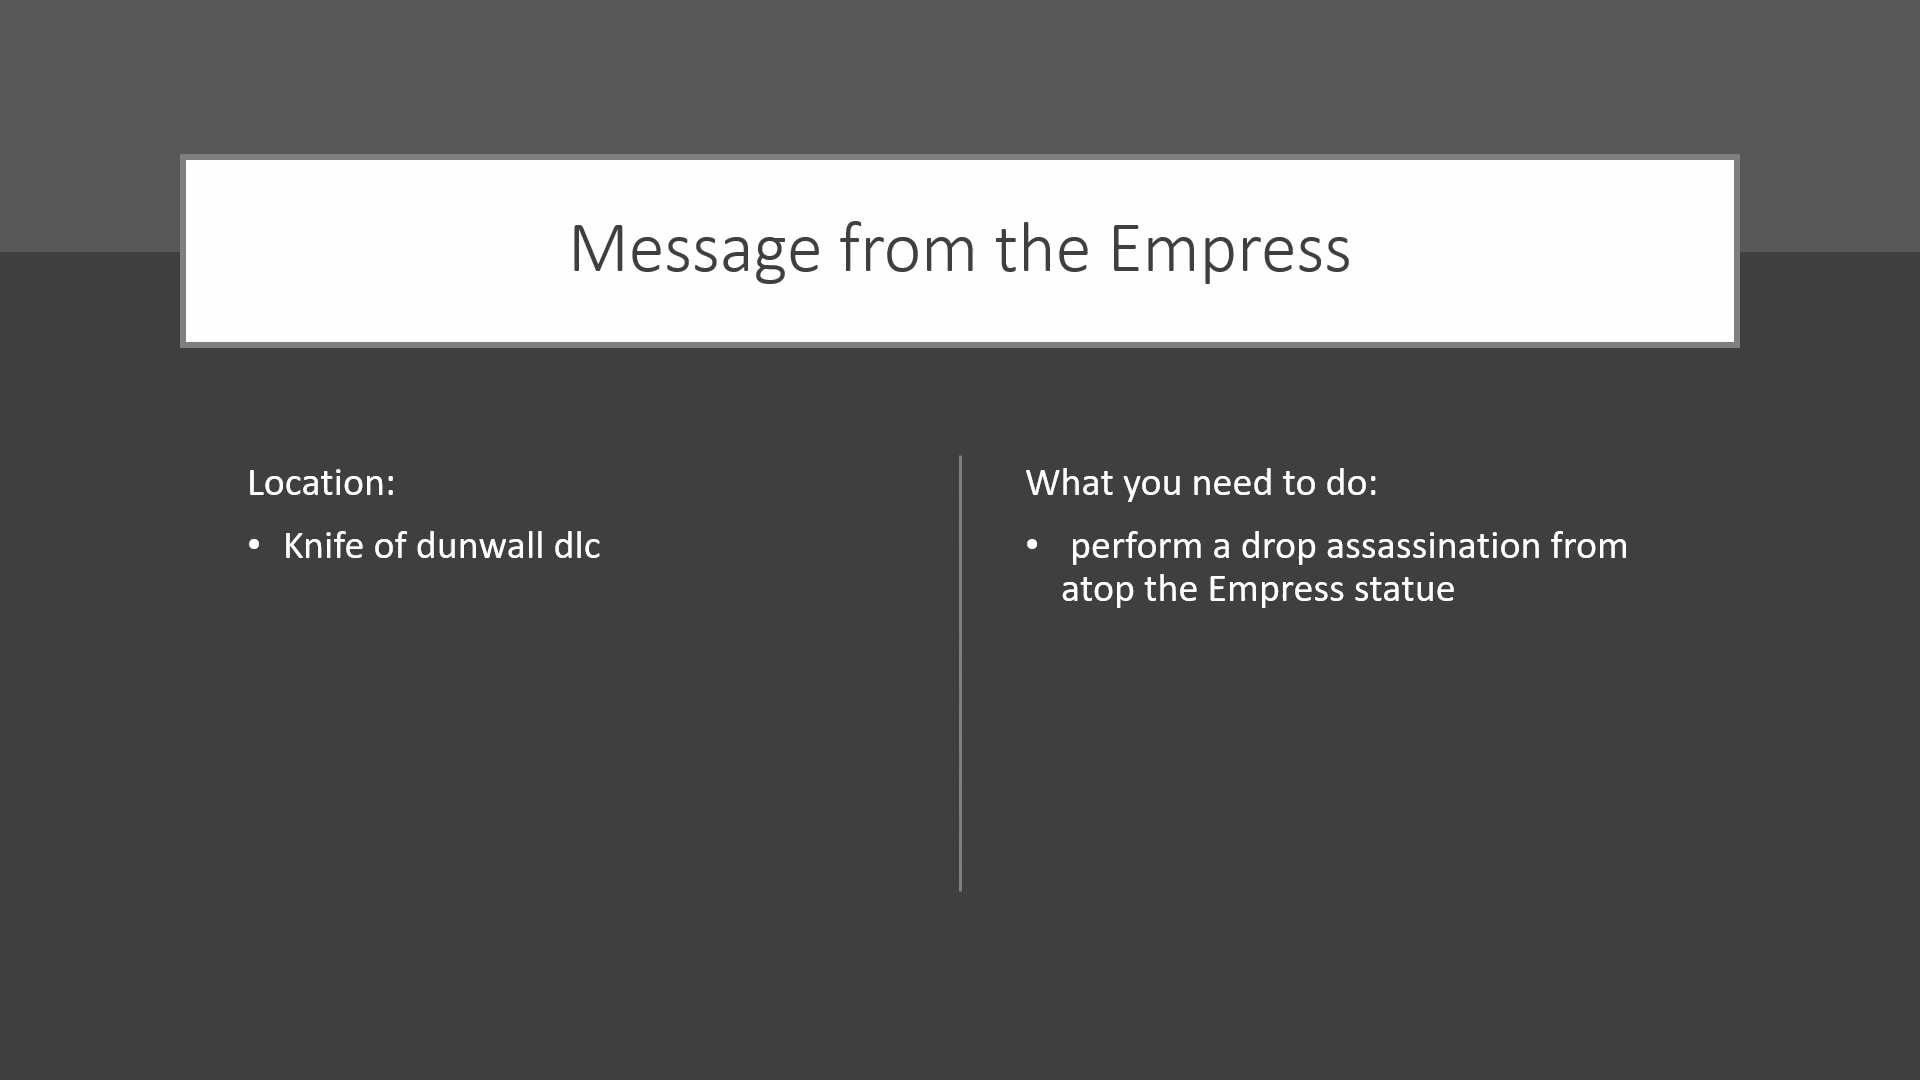 Message from the Empress
Location:
• Knife of dunwall dlc
What you need to do:
• perform a drop assassination from
atop the Empress statue